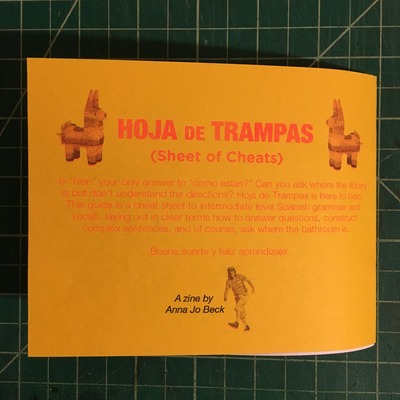 HOJA DE TRAMPAS
(Sheet of Cheats)
Is "bien" your only answer to "como estas?" Can you ask where the library
is but don't understand the directions? Hoja de Trampas is here to help.
This guide is a cheat sheet to intermediate level Spanish grammar and
vocab, laying out in clear terms how to answer questions, construct
complex sentences, and of course, ask where the bathroom is.
Buena suerte y feliz aprendizaje.
A zine by
Anna Jo Beck